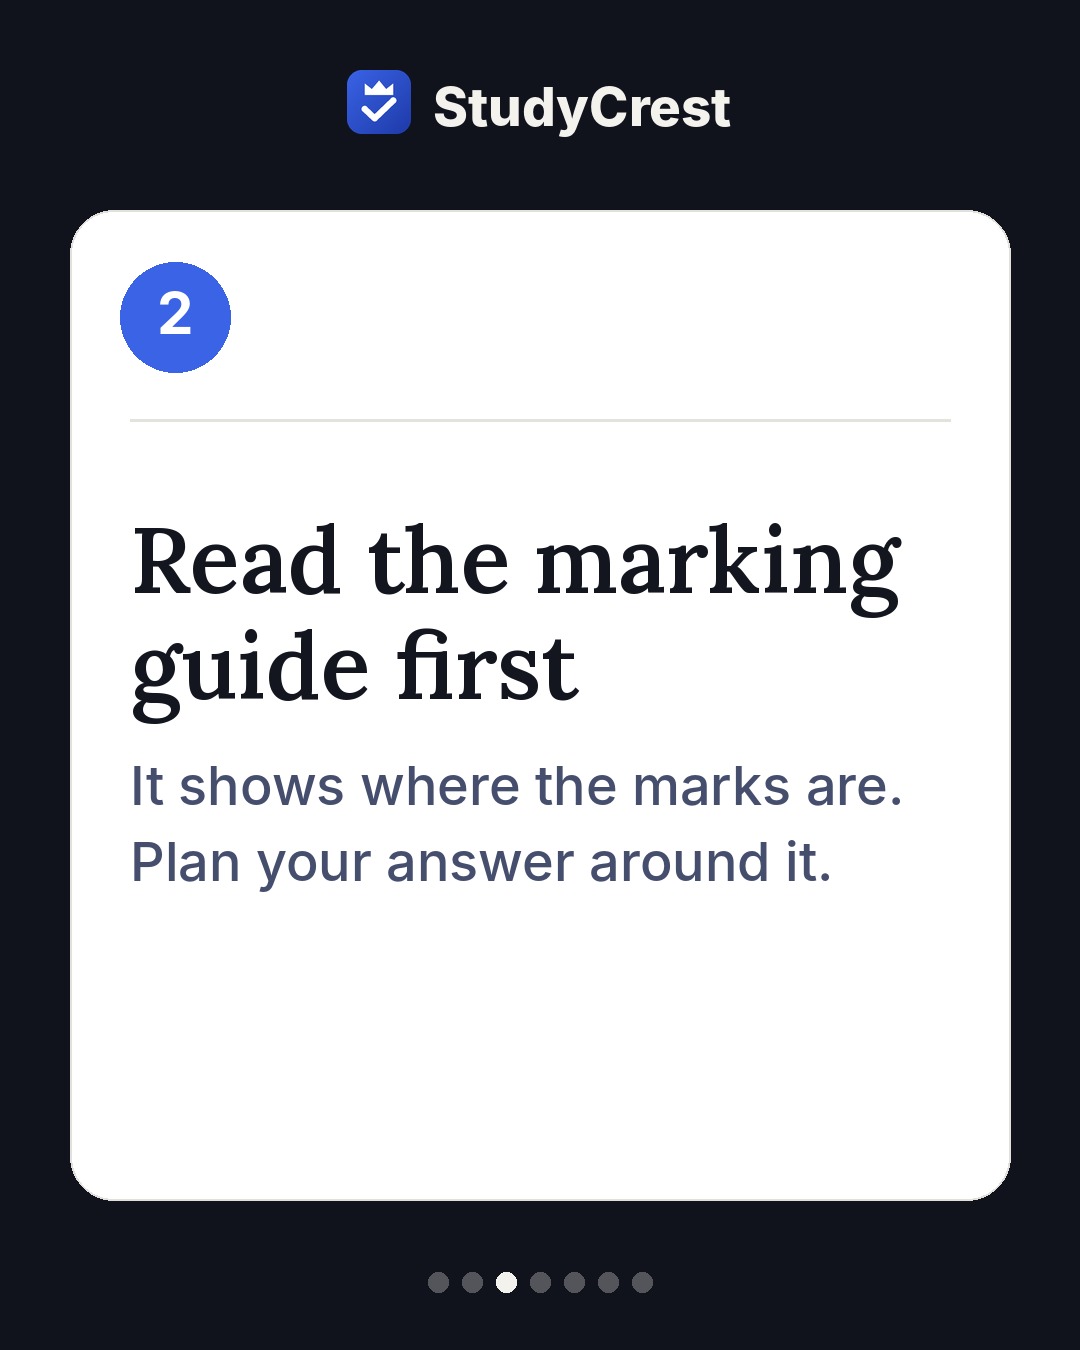 StudyCrest
2
Read the marking
guide first
It shows where the marks are.
Plan your answer around it.